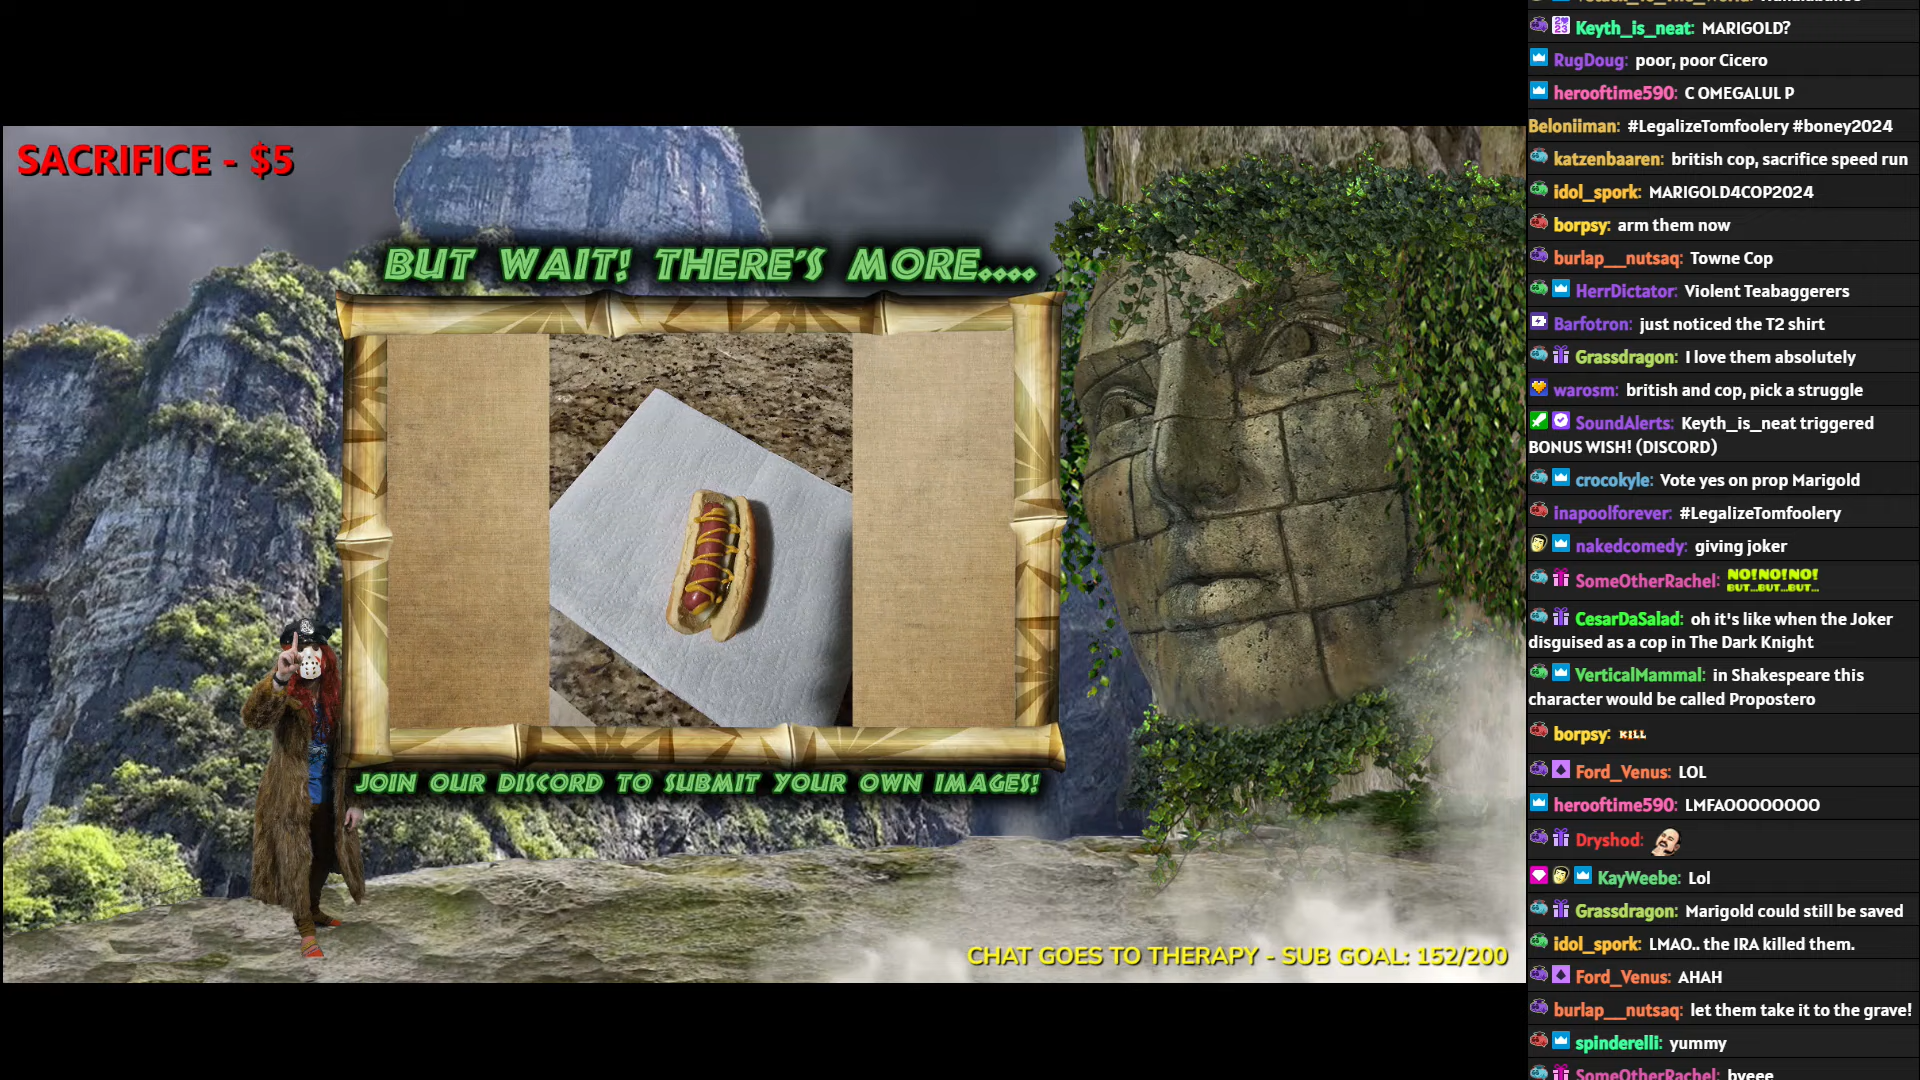 SACRIFICE - $5
BUT WAIT! THERE'S MORE....
JOIN OUR DISCORD TO SUBMIT YOUR OWN IMAGES!
CHAT GOES TO THERAPY - SUB GOAL: 152/200
Keyth_is_neat: MARIGOLD?
RugDoug: poor, poor Cicero
herooftime590: C OMEGALUL P
Beloniiman: #LegalizeTomfoolery #boney2024
katzenbaaren: british cop, sacrifice speed run
idol_spork: MARIGOLD4COP2024
borpsy: arm them now
burlap__nutsaq: Towne Cop
HerrDictator: Violent Teabaggerers
Barfotron: just noticed the T2 shirt
Grassdragon: I love them absolutely
warosm: british and cop, pick a struggle
SoundAlerts: Keyth_is_neat triggered
BONUS WISH! (DISCORD)
crocokyle: Vote yes on prop Marigold
inapoolforever: #LegalizeTomfoolery
nakedcomedy: giving joker
SomeOtherRachel: NO! NO! NO!
BUT...BUT...BUT...
CesarDaSalad: oh it's like when the Joker
disguised as a cop in The Dark Knight
VerticalMammal: in Shakespeare this
character would be called Propostero
borpsy: KILL
Ford_Venus: LOL
herooftime590: LMFAOOOOOOOO
Dryshod:
KayWeebe: Lol
Grassdragon: Marigold could still be saved
idol_spork: LMAO.. the IRA killed them.
Ford_Venus: AHAH
burlap__nutsaq: let them take it to the grave!
spinderelli: yummy
SomeOtherRachel: byeee